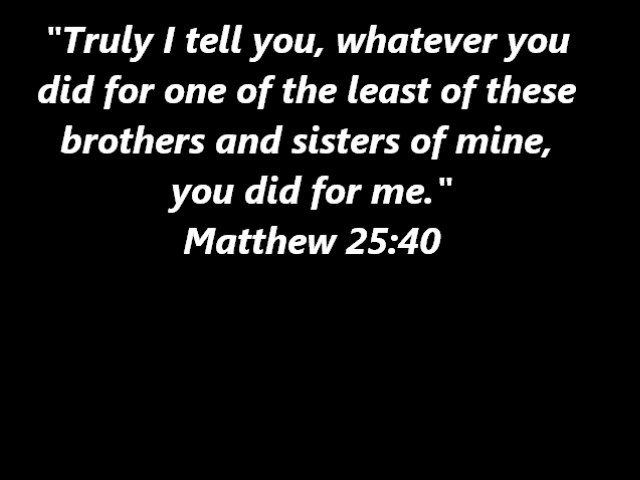 "Truly I tell you, whatever you
did for one of the least of these
brothers and sisters of mine,
you did for me."
Matthew 25:40